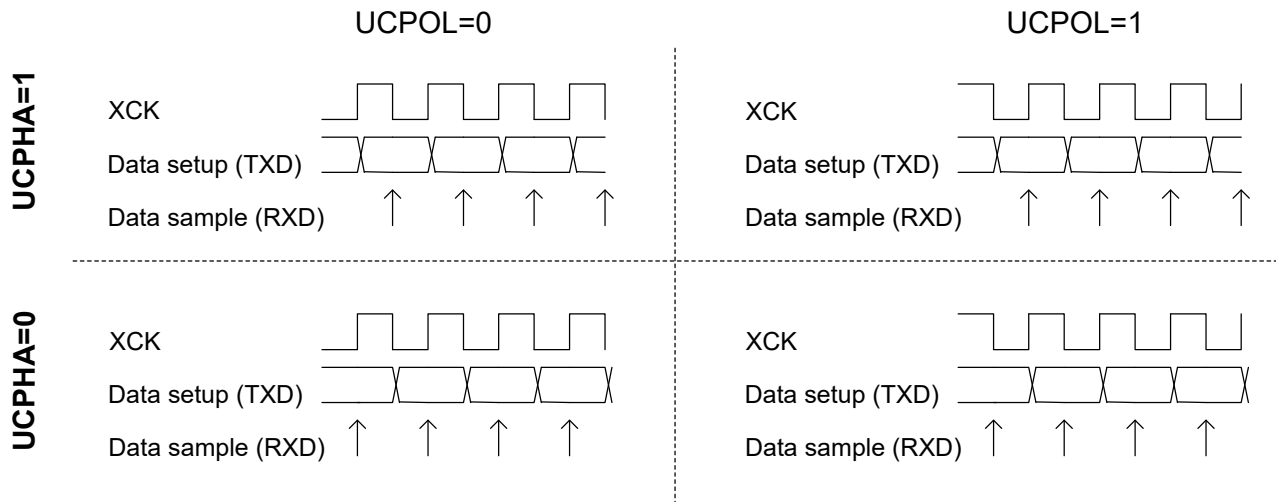 UCPOL=0
UCPOL=1
UCPHA=1
XCK
Data setup (TXD)
Data sample (RXD)
XCK
Data setup (TXD)
Data sample (RXD)
UCPHA=0
XCK
Data setup (TXD)
Data sample (RXD)
XCK
Data setup (TXD)
Data sample (RXD)